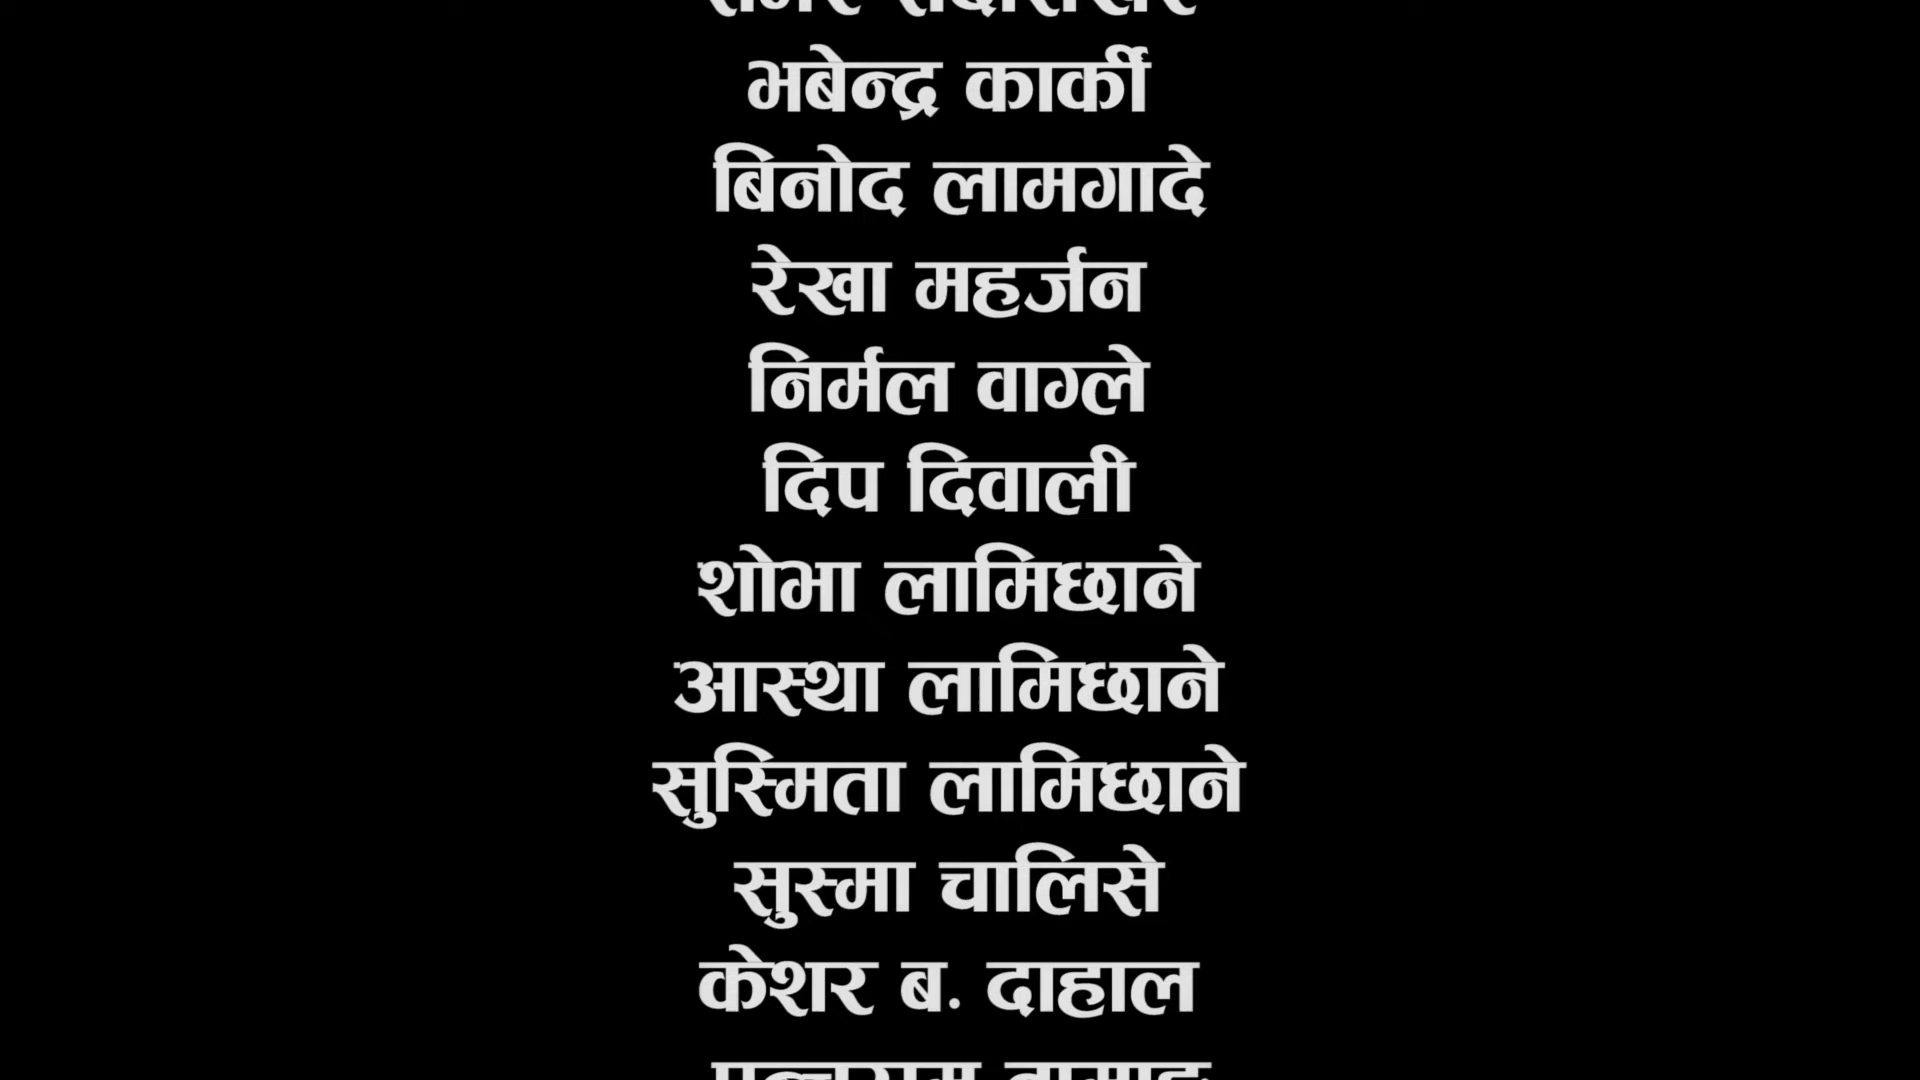 भबेन्द्र कार्की
बिनोद लामगादे
रेखा महर्जन
निर्मल वाग्ले
दिप दिवाली
शोभा लामिछाने
आस्था लामिछाने
सुस्मिता लामिछाने
सुस्मा चालिसे
केशर ब. दाहाल